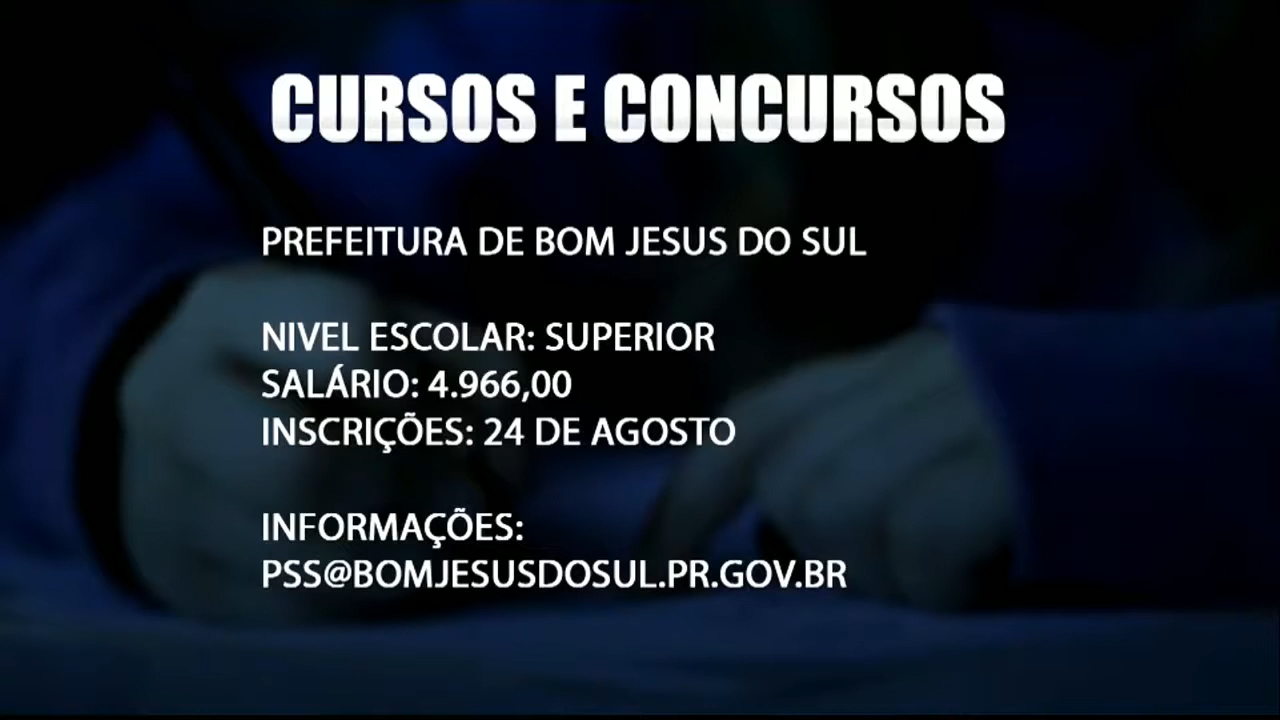 CURSOS E CONCURSOS
PREFEITURA DE BOM JESUS DO SUL
NIVEL ESCOLAR: SUPERIOR
SALÁRIO: 4.966,00
INSCRIÇÕES: 24 DE AGOSTO
INFORMAÇÕES:
PSS@BOMJESUSDOSUL.PR.GOV.BR